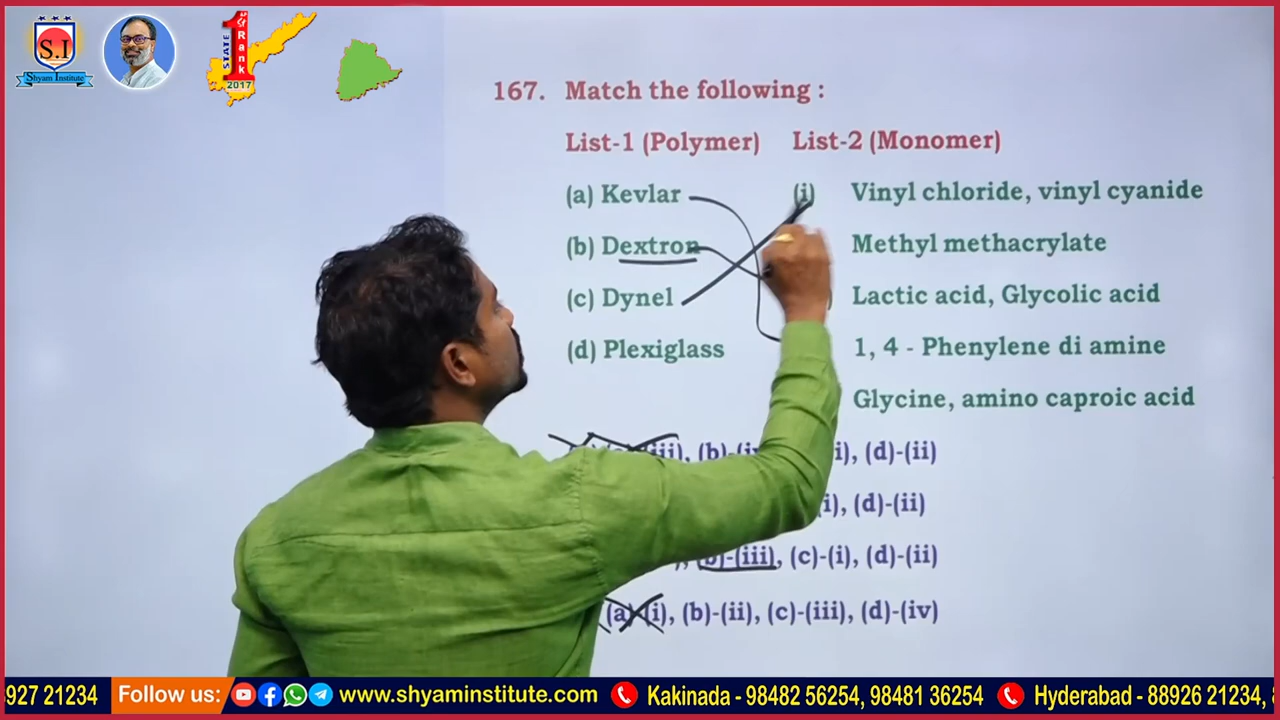 S.I
Shyam Institute
STATE
1
Rank
2017
167. Match the following :
List-1 (Polymer) List-2 (Monomer)
(a) Kevlar (i) Vinyl chloride, vinyl cyanide
(b) Dextron Methyl methacrylate
(c) Dynel ) Lactic acid, Glycolic acid
(d) Plexiglass 1, 4 - Phenylene di amine
Glycine, amino caproic acid
(iii), (b)-(iv i), (d)-(ii)
(i), (d)-(ii)
, (b)-(iii), (c)-(i), (d)-(ii)
(a)-(i), (b)-(ii), (c)-(iii), (d)-(iv)
927 21234 Follow us: www.shyaminstitute.com Kakinada - 98482 56254, 98481 36254 Hyderabad - 88926 21234,